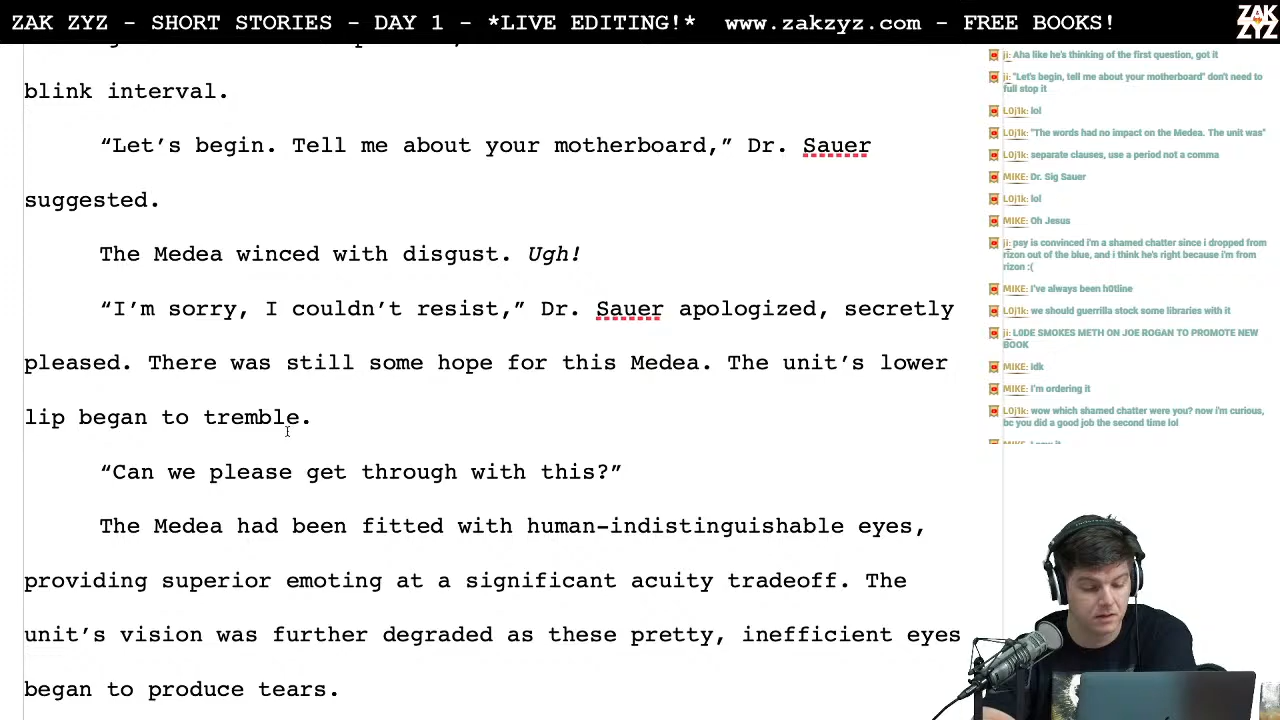 ZAK ZYZ - SHORT STORIES - DAY 1 - *LIVE EDITING!* www.zakzyz.com - FREE BOOKS!
ZAK
ZYZ
blink interval.
“Let’s begin. Tell me about your motherboard,” Dr. Sauer
suggested.
The Medea winced with disgust. Ugh!
“I’m sorry, I couldn’t resist,” Dr. Sauer apologized, secretly
pleased. There was still some hope for this Medea. The unit’s lower
lip began to tremble.
“Can we please get through with this?”
The Medea had been fitted with human-indistinguishable eyes,
providing superior emoting at a significant acuity tradeoff. The
unit’s vision was further degraded as these pretty, inefficient eyes
began to produce tears.
ji: Aha like he's thinking of the first question, got it
ji: "Let's begin, tell me about your motherboard" don't need to
full stop it
L0j1k: lol
L0j1k: "The words had no impact on the Medea. The unit was"
L0j1k: separate clauses, use a period not a comma
MIKE: Dr. Sig Sauer
L0j1k: lol
MIKE: Oh Jesus
ji: psy is convinced i'm a shamed chatter since i dropped from
rizon out of the blue, and i think he's right because i'm from
rizon :(
MIKE: I've always been h0tline
L0j1k: we should guerrilla stock some libraries with it
ji: L0DE SMOKES METH ON JOE ROGAN TO PROMOTE NEW
BOOK
MIKE: Idk
MIKE: I'm ordering it
L0j1k: wow which shamed chatter were you? now i'm curious,
bc you did a good job the second time lol